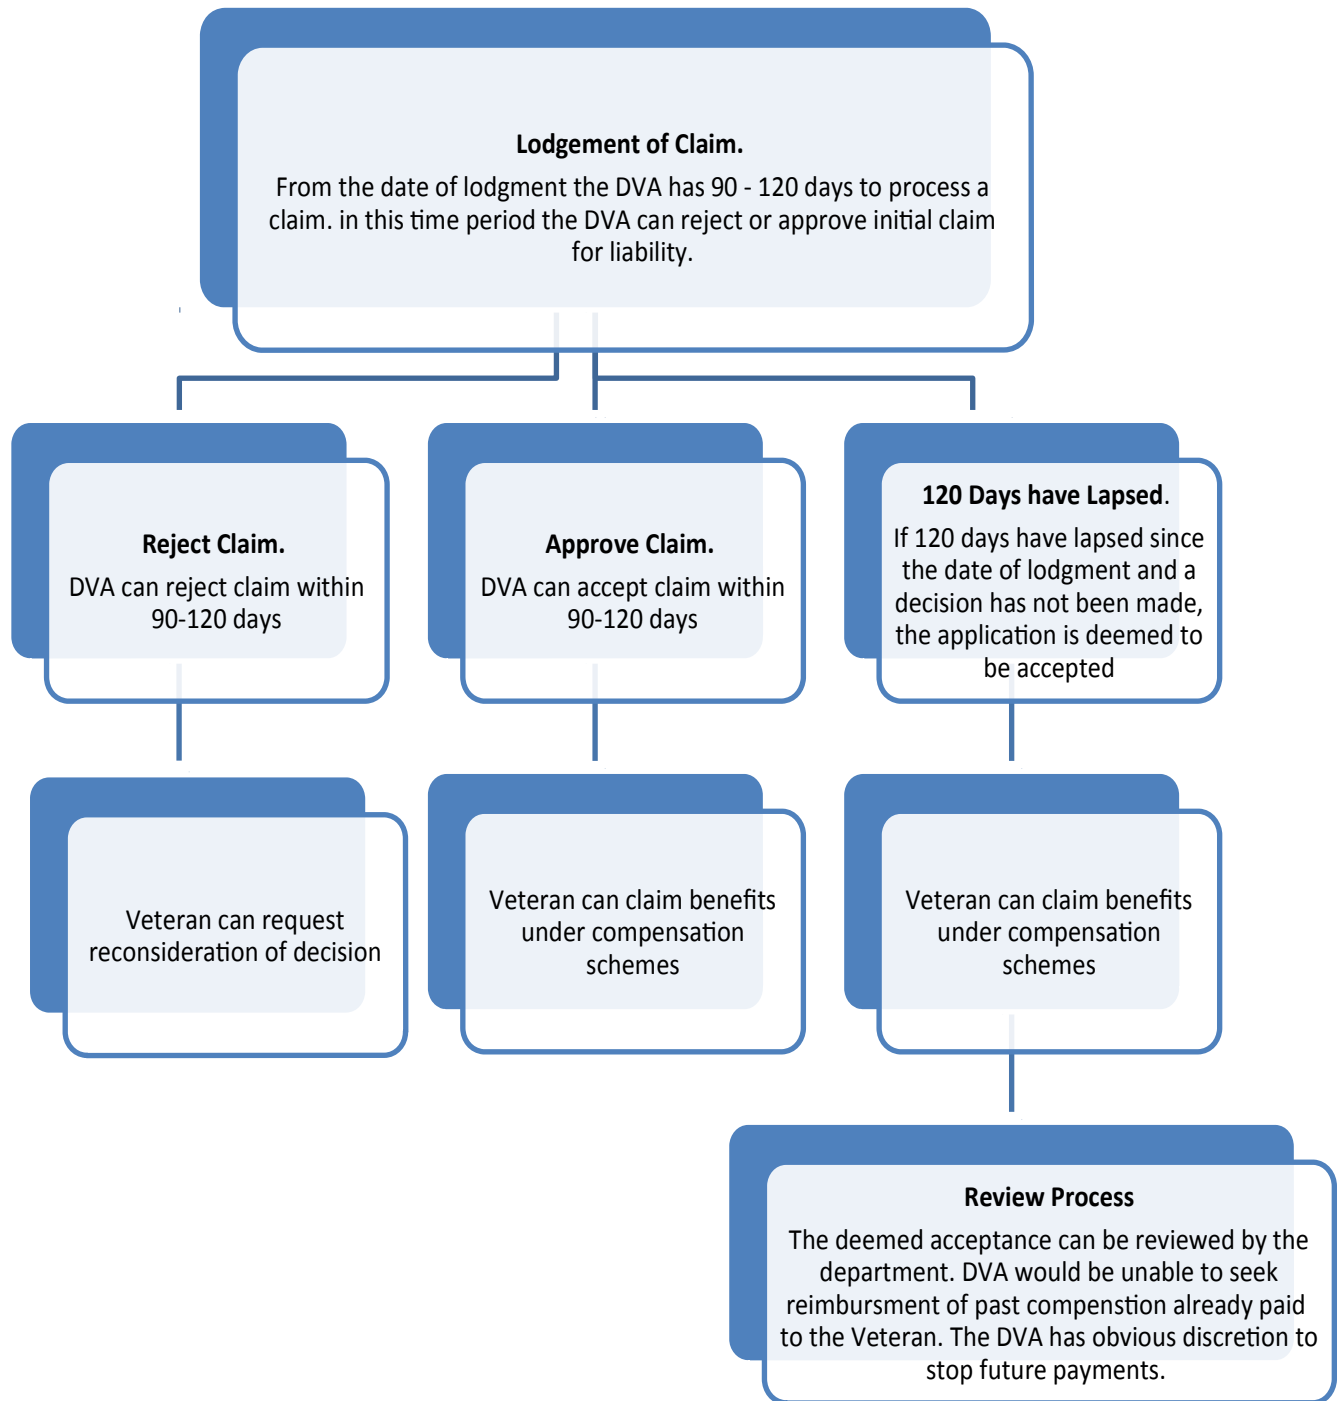 Lodgement of Claim.
From the date of lodgment the DVA has 90 - 120 days to process a
claim. in this time period the DVA can reject or approve initial claim
for liability.
Reject Claim.
DVA can reject claim within
90-120 days
Approve Claim.
DVA can accept claim within
90-120 days
120 Days have Lapsed.
If 120 days have lapsed since
the date of lodgment and a
decision has not been made,
the application is deemed to
be accepted
Veteran can request
reconsideration of decision
Veteran can claim benefits
under compensation
schemes
Veteran can claim benefits
under compensation
schemes
Review Process
The deemed acceptance can be reviewed by the
department. DVA would be unable to seek
reimbursment of past compenstion already paid
to the Veteran. The DVA has obvious discretion to
stop future payments.